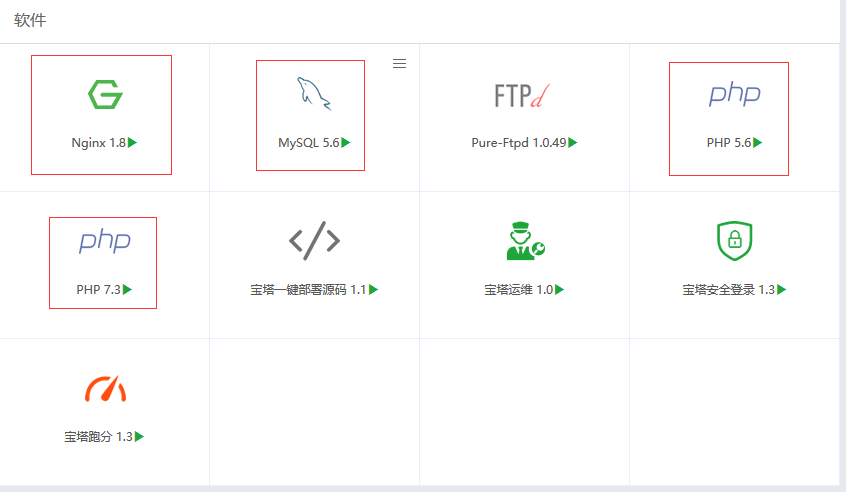 软件
FTPd
php
Nginx 1.8
MySQL 5.6
Pure-Ftpd 1.0.49
PHP 5.6
php
PHP 7.3
宝塔一键部署源码 1.1
宝塔运维 1.0
宝塔安全登录 1.3
宝塔跑分 1.3